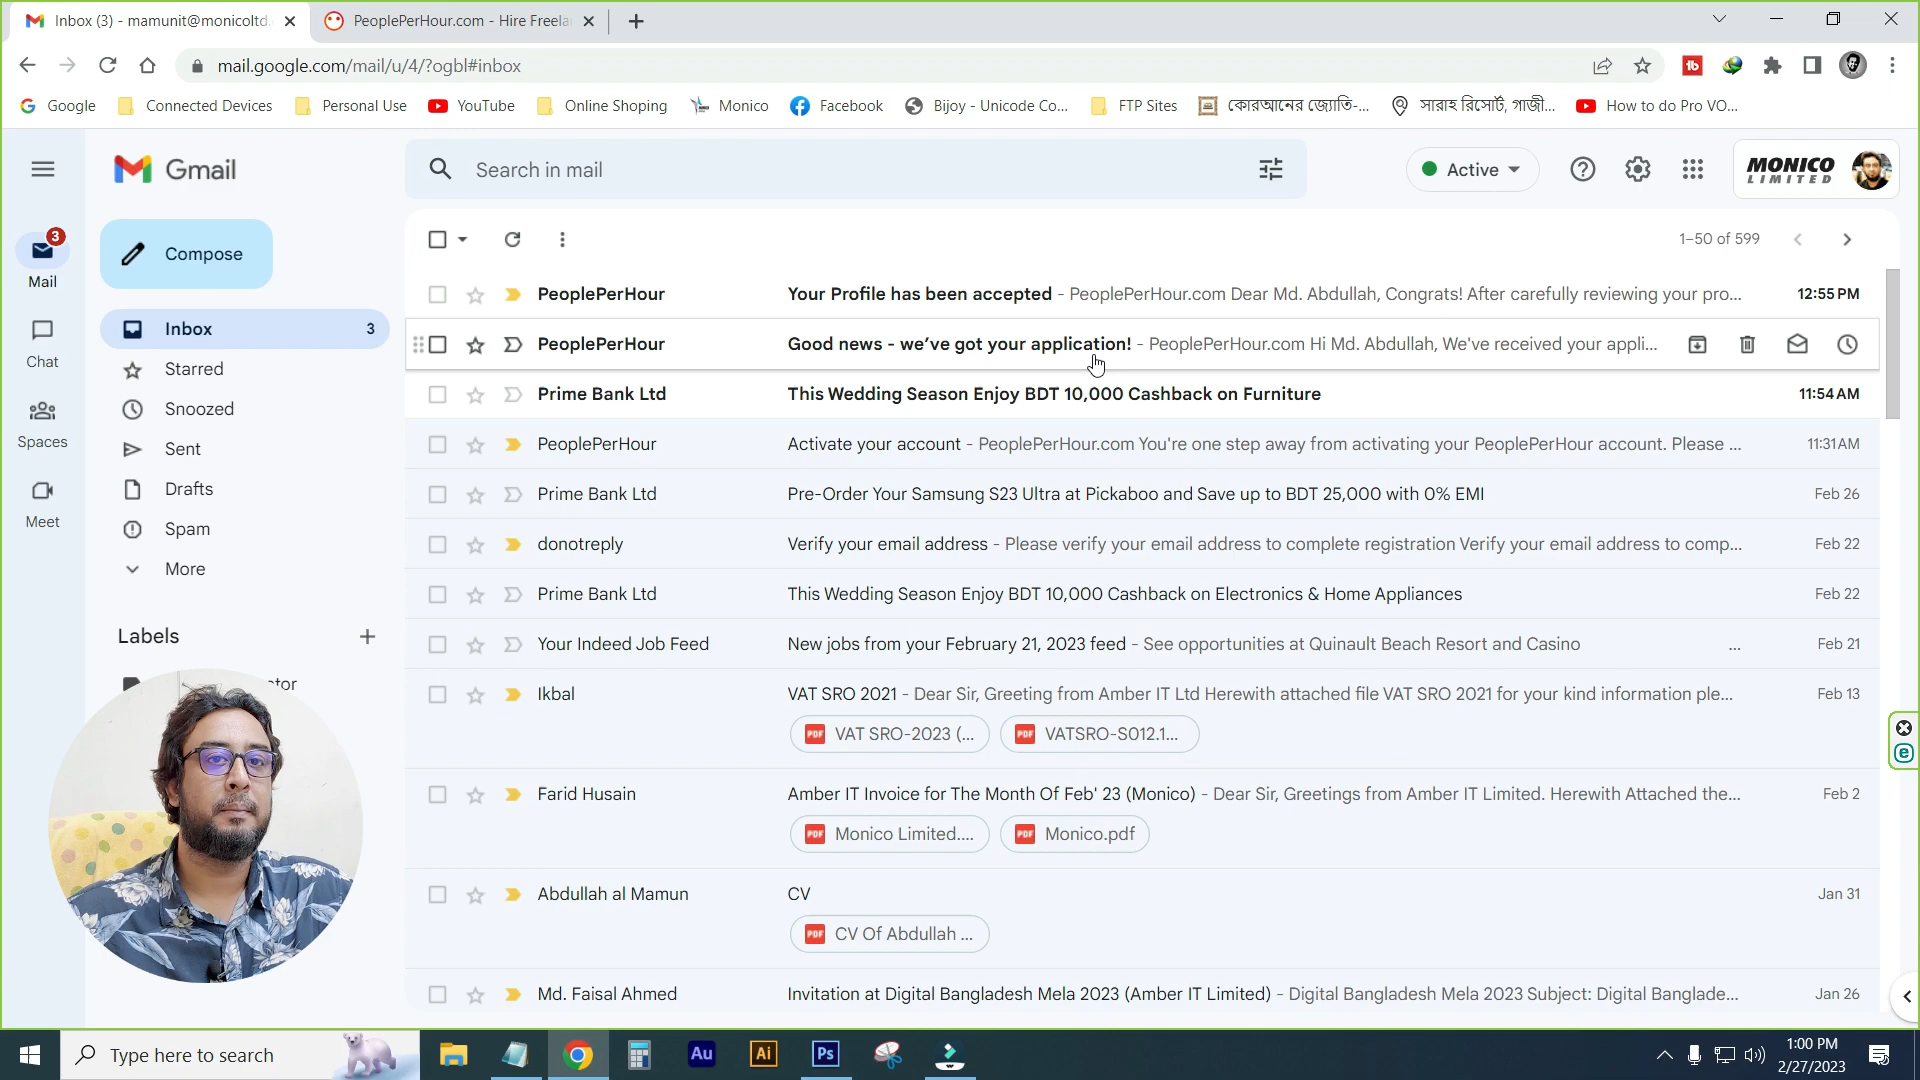 Inbox (3) - mamunit@monicoltd.
PeoplePerHour.com - Hire Freela
mail.google.com/mail/u/4/?ogbl#inbox
Google
Connected Devices
Personal Use
YouTube
Online Shoping
Monico
Facebook
Bijoy - Unicode Co...
FTP Sites
কোরআনের জ্যোতি-...
সারাহ রিসোর্ট, গাজী...
How to do Pro VO...
Gmail
Search in mail
Active
MONICO
LIMITED
3
Mail
Chat
Spaces
Meet
Compose
Inbox 3
Starred
Snoozed
Sent
Drafts
Spam
More
Labels
1–50 of 599
PeoplePerHour Your Profile has been accepted - PeoplePerHour.com Dear Md. Abdullah, Congrats! After carefully reviewing your pro... 12:55 PM
PeoplePerHour Good news - we’ve got your application! - PeoplePerHour.com Hi Md. Abdullah, We've received your appli...
Prime Bank Ltd This Wedding Season Enjoy BDT 10,000 Cashback on Furniture 11:54 AM
PeoplePerHour Activate your account - PeoplePerHour.com You're one step away from activating your PeoplePerHour account. Please ... 11:31 AM
Prime Bank Ltd Pre-Order Your Samsung S23 Ultra at Pickaboo and Save up to BDT 25,000 with 0% EMI Feb 26
donotreply Verify your email address - Please verify your email address to complete registration Verify your email address to comp... Feb 22
Prime Bank Ltd This Wedding Season Enjoy BDT 10,000 Cashback on Electronics & Home Appliances Feb 22
Your Indeed Job Feed New jobs from your February 21, 2023 feed - See opportunities at Quinault Beach Resort and Casino ... Feb 21
Ikbal VAT SRO 2021 - Dear Sir, Greeting from Amber IT Ltd Herewith attached file VAT SRO 2021 for your kind information ple... Feb 13
PDF VAT SRO-2023 (... PDF VATSRO-S012.1...
Farid Husain Amber IT Invoice for The Month Of Feb' 23 (Monico) - Dear Sir, Greetings from Amber IT Limited. Herewith Attached the... Feb 2
PDF Monico Limited.... PDF Monico.pdf
Abdullah al Mamun CV Jan 31
PDF CV Of Abdullah ...
Md. Faisal Ahmed Invitation at Digital Bangladesh Mela 2023 (Amber IT Limited) - Digital Bangladesh Mela 2023 Subject: Digital Banglade... Jan 26
Type here to search
Au
Ai
Ps
1:00 PM
2/27/2023